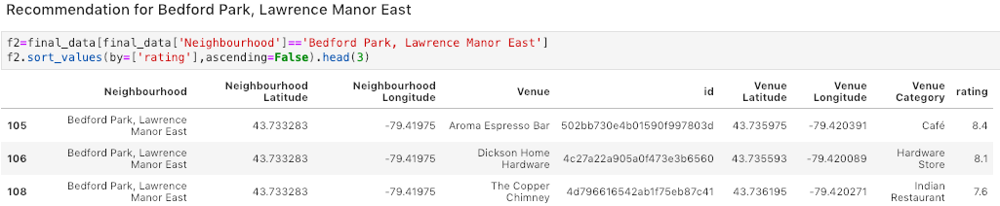 Recommendation for Bedford Park, Lawrence Manor East
f2=final_data[final_data['Neighbourhood']=='Bedford Park, Lawrence Manor East']
f2.sort_values(by=['rating'],ascending=False).head(3)
Neighbourhood Neighbourhood Latitude Neighbourhood Longitude Venue id Venue Latitude Venue Longitude Venue Category rating
105 Bedford Park, Lawrence Manor East 43.733283 -79.41975 Aroma Espresso Bar 502bb730e4b01590f997803d 43.735975 -79.420391 Café 8.4
106 Bedford Park, Lawrence Manor East 43.733283 -79.41975 Dickson Home Hardware 4c27a22a905a0f473e3b6560 43.735593 -79.420089 Hardware Store 8.1
108 Bedford Park, Lawrence Manor East 43.733283 -79.41975 The Copper Chimney 4d796616542ab1f75eb87c41 43.736195 -79.420271 Indian Restaurant 7.6